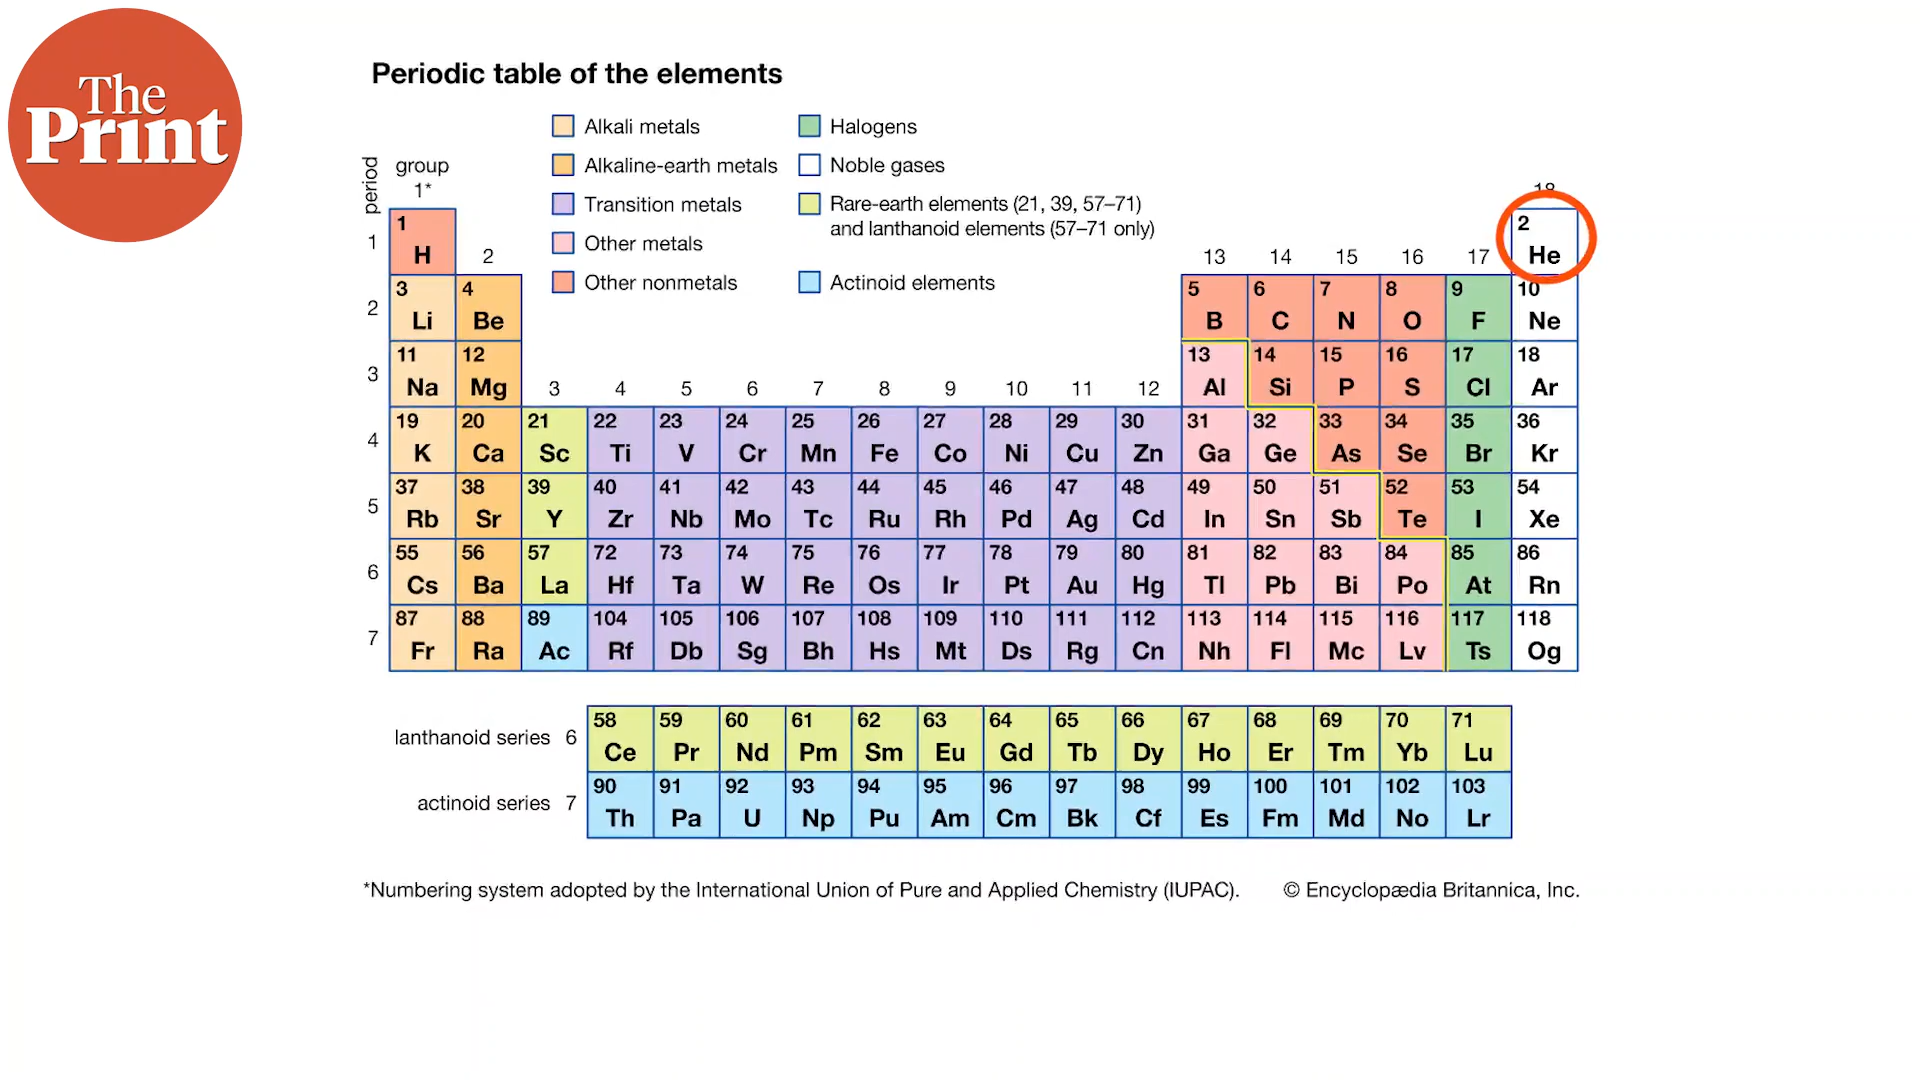 The
Print
Periodic table of the elements
Alkali metals
Alkaline-earth metals
Transition metals
Other metals
Other nonmetals
Halogens
Noble gases
Rare-earth elements (21, 39, 57–71)
and lanthanoid elements (57–71 only)
Actinoid elements
period
group
1* 18
1 1 H 2 He
2 13 14 15 16 17
2 3 Li 4 Be 5 B 6 C 7 N 8 O 9 F 10 Ne
3 11 Na 12 Mg 13 Al 14 Si 15 P 16 S 17 Cl 18 Ar
3 4 5 6 7 8 9 10 11 12
4 19 K 20 Ca 21 Sc 22 Ti 23 V 24 Cr 25 Mn 26 Fe 27 Co 28 Ni 29 Cu 30 Zn 31 Ga 32 Ge 33 As 34 Se 35 Br 36 Kr
5 37 Rb 38 Sr 39 Y 40 Zr 41 Nb 42 Mo 43 Tc 44 Ru 45 Rh 46 Pd 47 Ag 48 Cd 49 In 50 Sn 51 Sb 52 Te 53 I 54 Xe
6 55 Cs 56 Ba 57 La 72 Hf 73 Ta 74 W 75 Re 76 Os 77 Ir 78 Pt 79 Au 80 Hg 81 Tl 82 Pb 83 Bi 84 Po 85 At 86 Rn
7 87 Fr 88 Ra 89 Ac 104 Rf 105 Db 106 Sg 107 Bh 108 Hs 109 Mt 110 Ds 111 Rg 112 Cn 113 Nh 114 Fl 115 Mc 116 Lv 117 Ts 118 Og
lanthanoid series 6 58 Ce 59 Pr 60 Nd 61 Pm 62 Sm 63 Eu 64 Gd 65 Tb 66 Dy 67 Ho 68 Er 69 Tm 70 Yb 71 Lu
actinoid series 7 90 Th 91 Pa 92 U 93 Np 94 Pu 95 Am 96 Cm 97 Bk 98 Cf 99 Es 100 Fm 101 Md 102 No 103 Lr
*Numbering system adopted by the International Union of Pure and Applied Chemistry (IUPAC). © Encyclopædia Britannica, Inc.